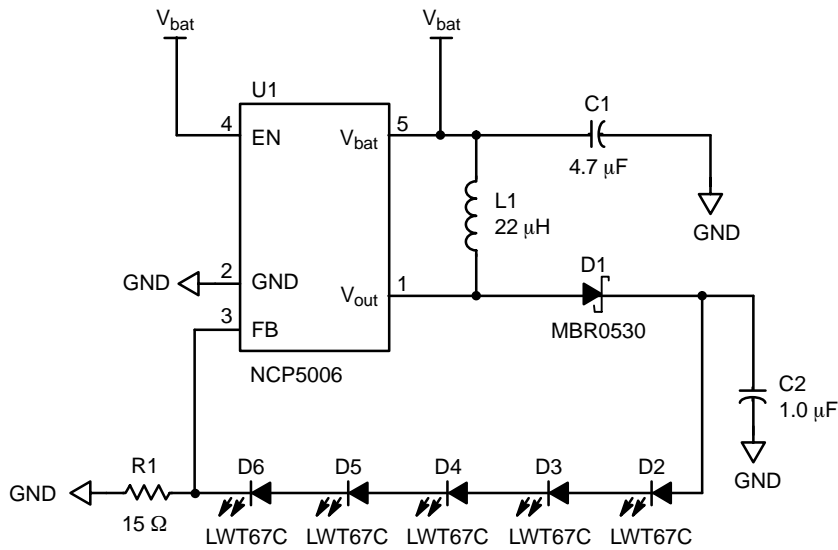 Vbat
Vbat
U1
C1
4
EN
Vbat
5
4.7 μF
L1
22 μH
GND
GND
2
GND
Vout
1
D1
3
FB
MBR0530
NCP5006
C2
1.0 μF
GND
R1
D6
D5
D4
D3
D2
GND
15 Ω
LWT67C
LWT67C
LWT67C
LWT67C
LWT67C